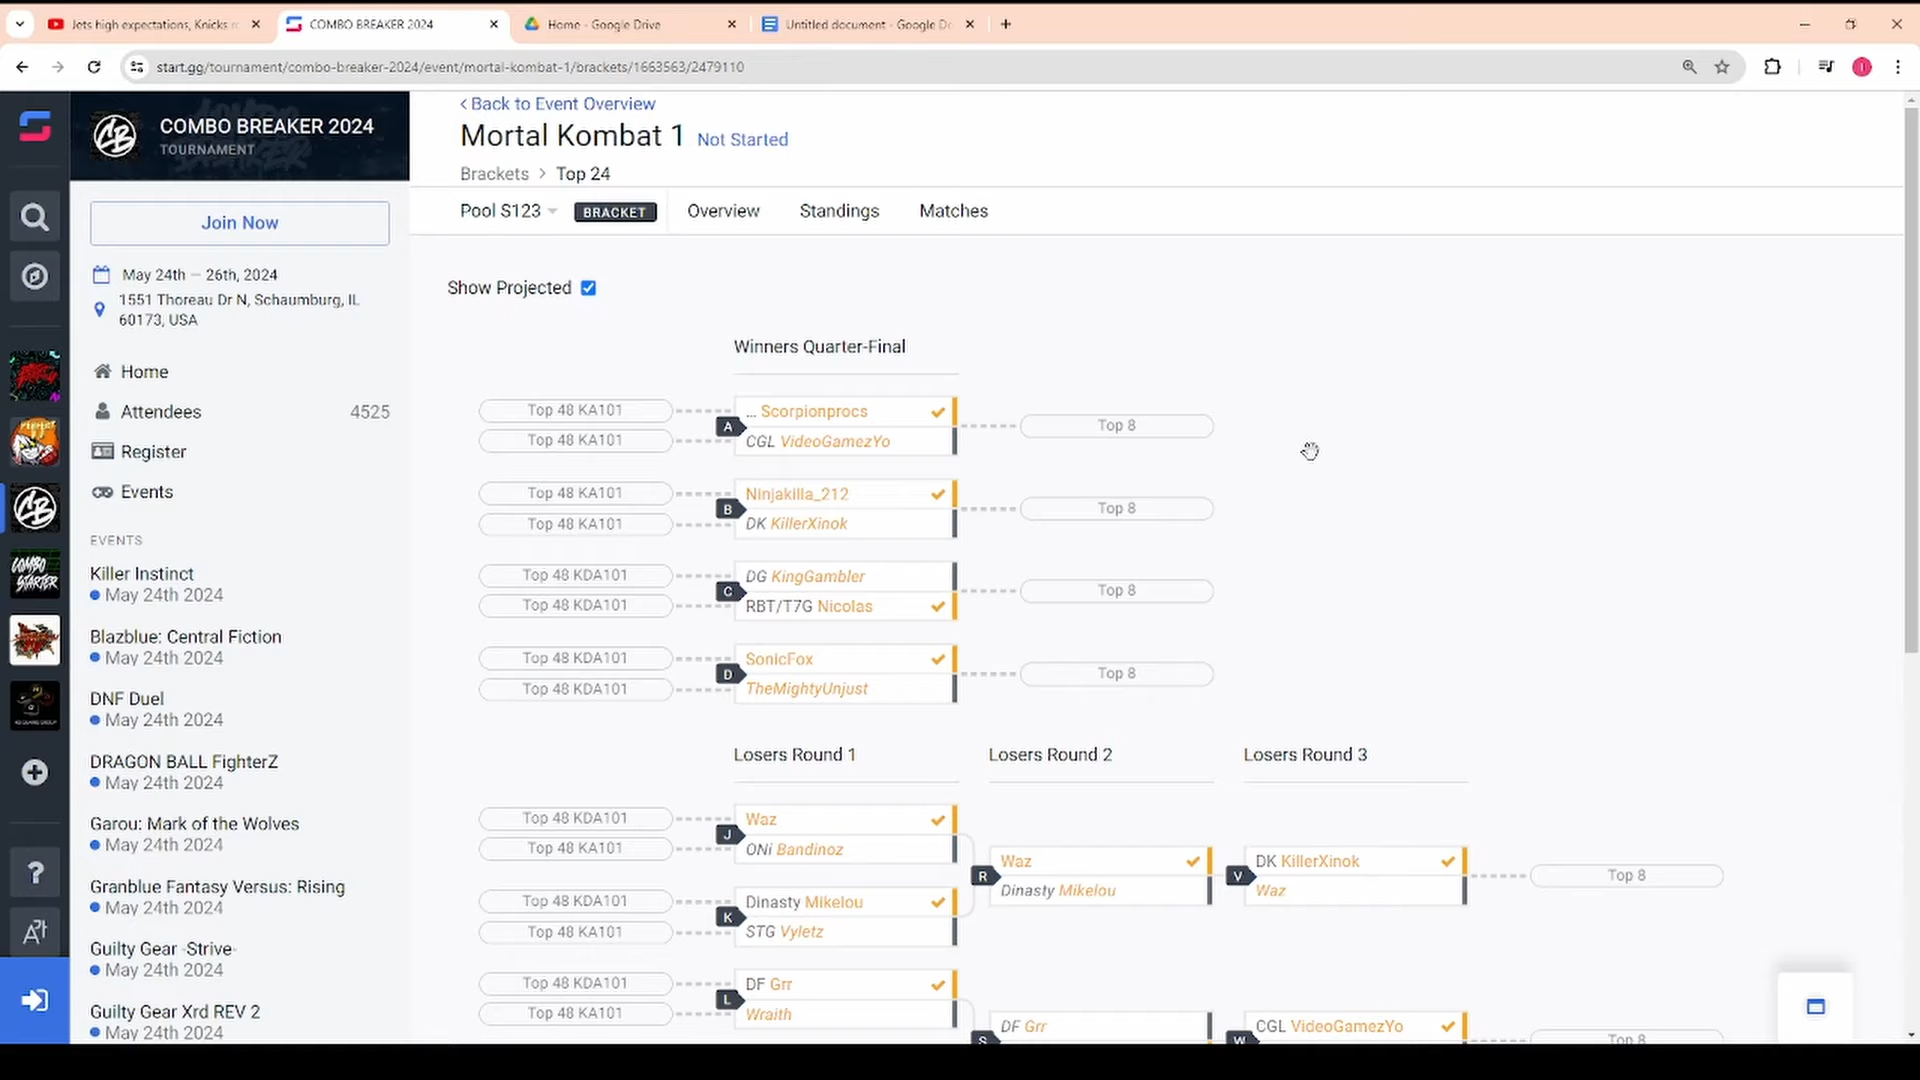 Jets high expectations, Knicks
COMBO BREAKER 2024
Home - Google Drive
Untitled document - Google Do
start.gg/tournament/combo-breaker-2024/event/mortal-kombat-1/brackets/1663563/2479110
COMBO BREAKER 2024
TOURNAMENT
Join Now
May 24th — 26th, 2024
1551 Thoreau Dr N, Schaumburg, IL
60173, USA
Home
Attendees 4525
Register
Events
EVENTS
Killer Instinct
May 24th 2024
Blazblue: Central Fiction
May 24th 2024
DNF Duel
May 24th 2024
DRAGON BALL FighterZ
May 24th 2024
Garou: Mark of the Wolves
May 24th 2024
Granblue Fantasy Versus: Rising
May 24th 2024
Guilty Gear -Strive-
May 24th 2024
Guilty Gear Xrd REV 2
May 24th 2024
CB
COMBO
STARTER
< Back to Event Overview
Mortal Kombat 1 Not Started
Brackets > Top 24
Pool S123 BRACKET Overview Standings Matches
Show Projected
Winners Quarter-Final
Top 48 KA101 ... Scorpionprocs
A Top 8
Top 48 KA101 CGL VideoGamezYo
Top 48 KA101 Ninjakilla_212
B Top 8
Top 48 KA101 DK KillerXinok
Top 48 KDA101 DG KingGambler
C Top 8
Top 48 KDA101 RBT/T7G Nicolas
Top 48 KDA101 SonicFox
D Top 8
Top 48 KDA101 TheMightyUnjust
Losers Round 1 Losers Round 2 Losers Round 3
Top 48 KDA101 Waz
J
Top 48 KA101 ONi Bandinoz
R Waz V DK KillerXinok Top 8
Dinasty Mikelou Waz
Top 48 KDA101 Dinasty Mikelou
K
Top 48 KA101 STG Vyletz
Top 48 KDA101 DF Grr
L
Top 48 KA101 Wraith
S DF Grr W CGL VideoGamezYo Top 8